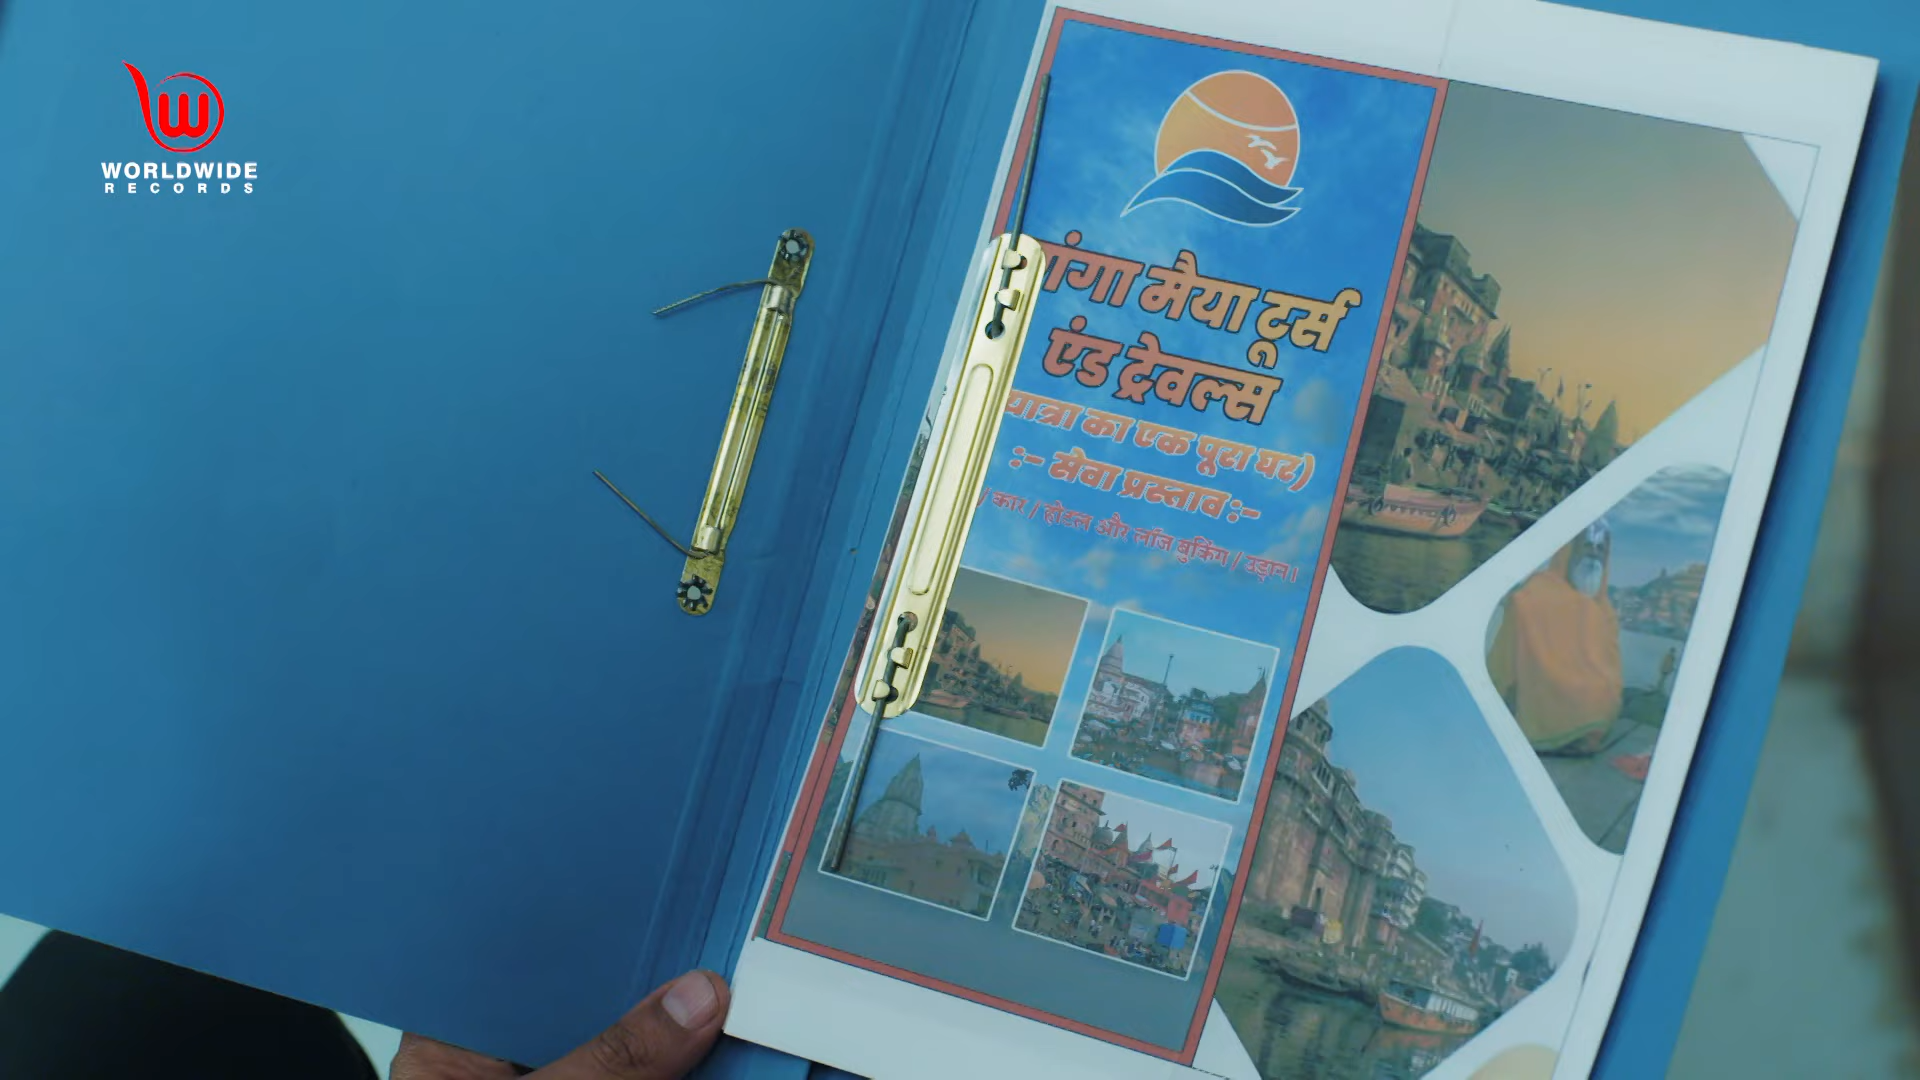 WORLDWIDE
RECORDS
गंगा मैया टूर्स
एंड ट्रेवल्स
यात्रा का एक पूरा घर)
:- सेवा प्रस्ताव :-
/ कार / होटल और लॉज बुकिंग / उड़ान।